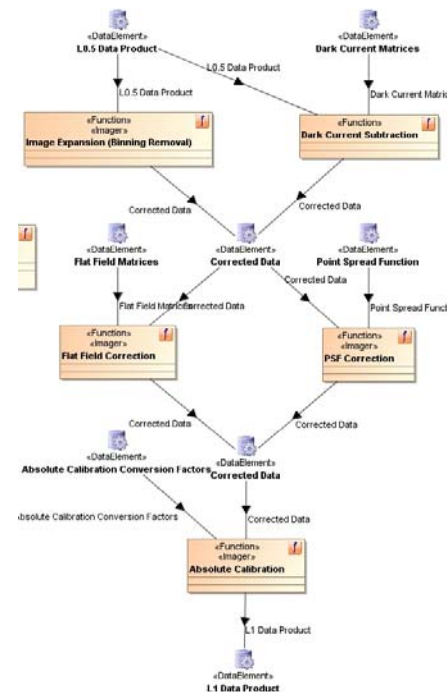 «DataElement» «DataElement»
L0.5 Data Product Dark Current Matrices
L0.5 Data Product
L0.5 Data Product Dark Current Matric
«Function» «Function»
«Imager» Dark Current Subtraction
Image Expansion (Binning Removal)
Corrected Data Corrected Data
«DataElement» «DataElement» «DataElement»
Flat Field Matrices Corrected Data Point Spread Function
Corrected Data
Flat Field Matrices Corrected Data Point Spread Funct
«Function» «Function»
«Imager» «Imager»
Flat Field Correction PSF Correction
Corrected Data Corrected Data
«DataElement» «DataElement»
Absolute Calibration Conversion Factors Corrected Data
Absolute Calibration Conversion Factors Corrected Data
«Function»
«Imager»
Absolute Calibration
L1 Data Product
«DataElement»
L1 Data Product